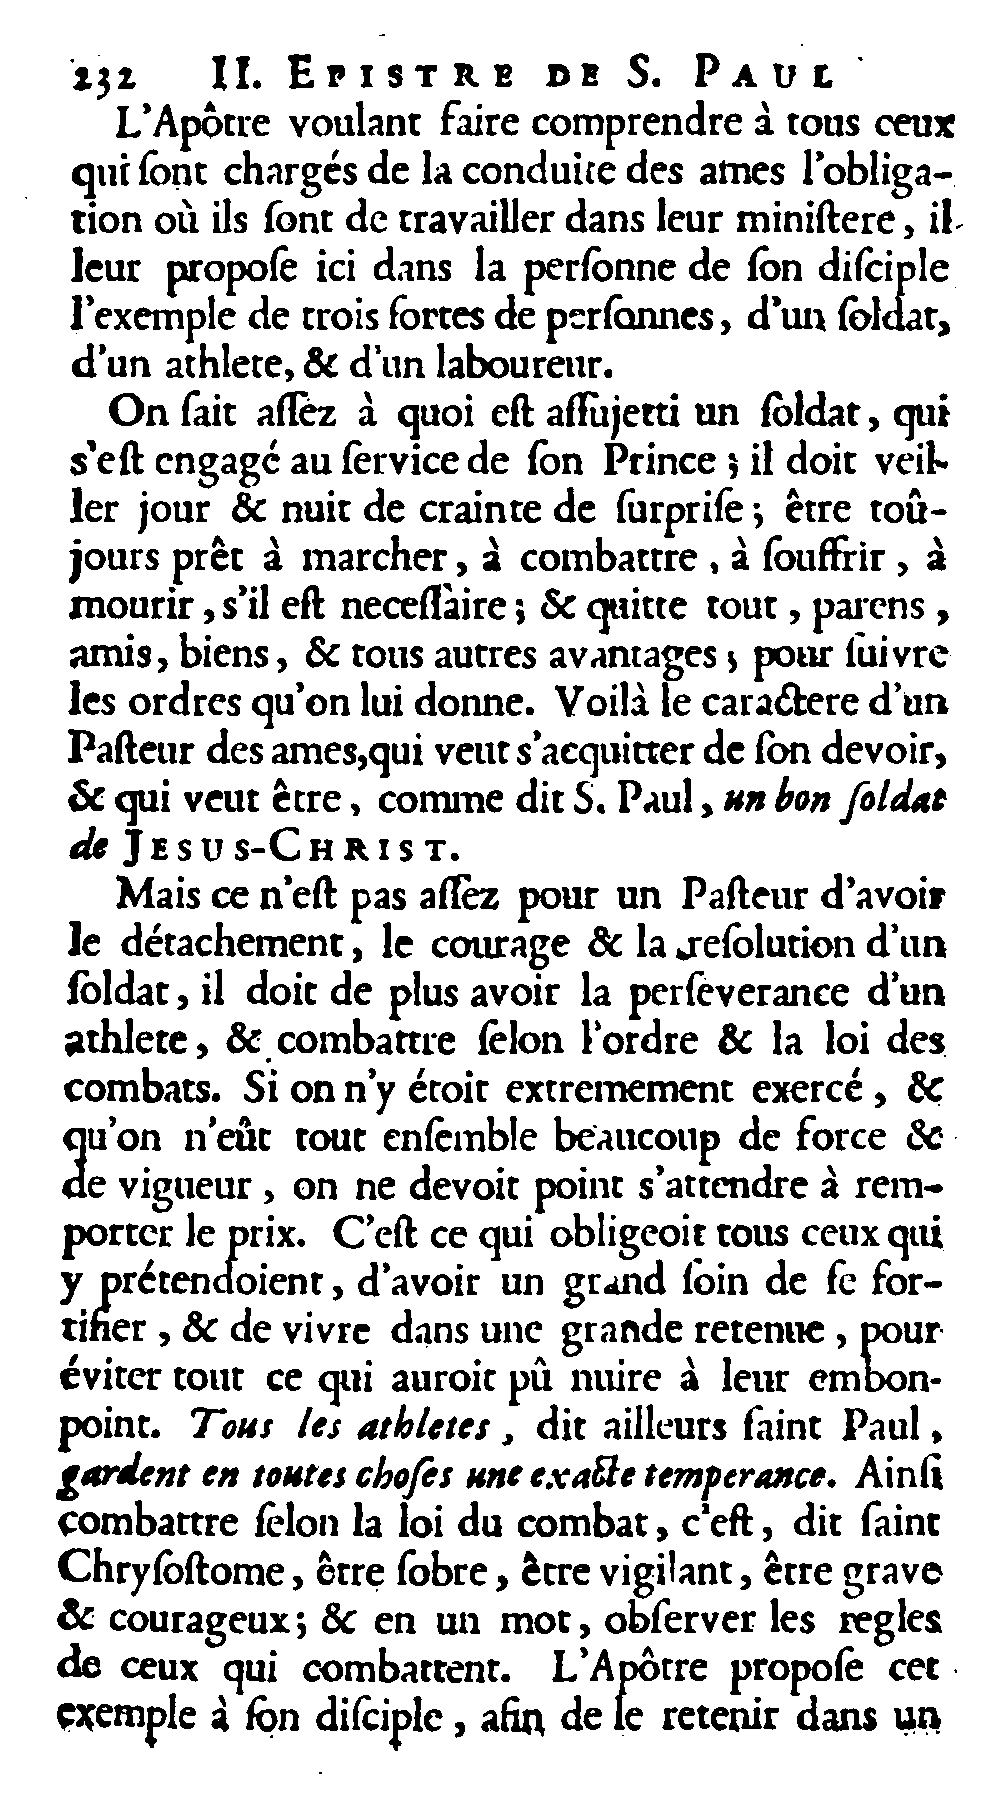 232 II. EPISTRE DE S. PAUL
L'Apôtre voulant faire comprendre à tous ceux
qui ſont chargés de la conduite des ames l'obliga-
tion où ils ſont de travailler dans leur miniſtere, il
leur propoſe ici dans la perſonne de ſon diſciple
l'exemple de trois ſortes de perſonnes, d'un ſoldat,
d'un athlete, & d'un laboureur.
On ſait aſſez à quoi eſt aſſujetti un ſoldat, qui
s'eſt engagé au ſervice de ſon Prince ; il doit veil-
ler jour & nuit de crainte de ſurpriſe ; être toû-
jours prêt à marcher, à combattre, à ſouffrir, à
mourir, s'il eſt neceſſaire ; & quitte tout, parens,
amis, biens, & tous autres avantages ; pour ſuivre
les ordres qu'on lui donne. Voilà le caractere d'un
Paſteur des ames, qui veut s'acquitter de ſon devoir,
& qui veut être, comme dit S. Paul, un bon ſoldat
de JESUS-CHRIST.
Mais ce n'eſt pas aſſez pour un Paſteur d'avoir
le détachement, le courage & la reſolution d'un
ſoldat, il doit de plus avoir la perſeverance d'un
athlete, & combattre ſelon l'ordre & la loi des
combats. Si on n'y étoit extremement exercé, &
qu'on n'eût tout enſemble beaucoup de force &
de vigueur, on ne devoit point s'attendre à rem-
porter le prix. C'eſt ce qui obligeoit tous ceux qui
y prétendoient, d'avoir un grand ſoin de ſe for-
tifier, & de vivre dans une grande retenue, pour
éviter tout ce qui auroit pû nuire à leur embon-
point. Tous les athletes, dit ailleurs ſaint Paul,
gardent en toutes choſes une exacte temperance. Ainſi
combattre ſelon la loi du combat, c'eſt, dit ſaint
Chryſoſtome, être ſobre, être vigilant, être grave
& courageux ; & en un mot, obſerver les regles
de ceux qui combattent. L'Apôtre propoſe cet
exemple à ſon diſciple, afin de le retenir dans un